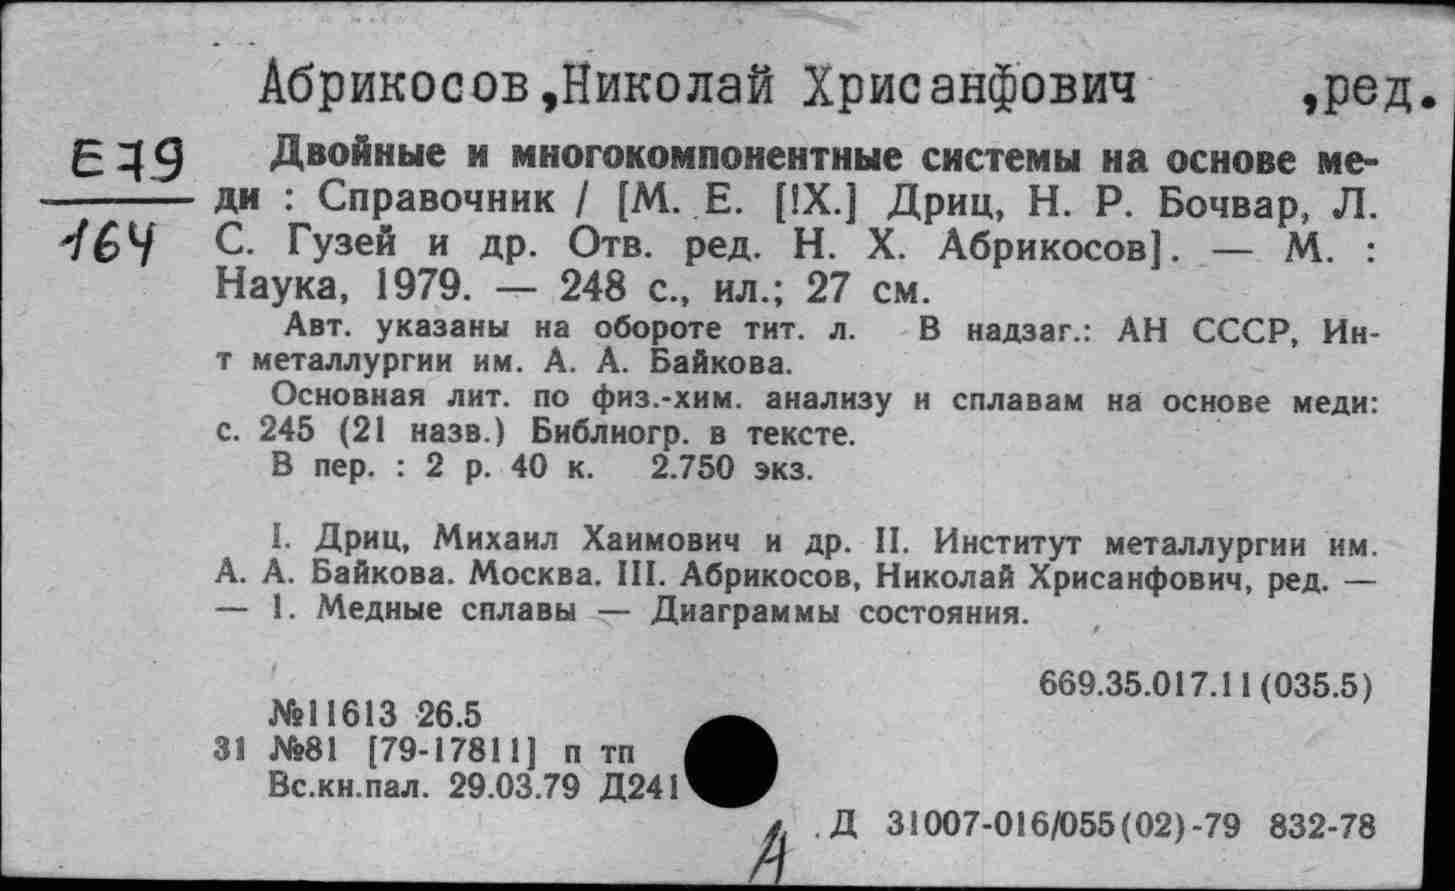 Абрикосов,Николай Хрисанфович ,ред.
Е79
164
Двойные и многокомпонентные системы на основе ме-
ди : Справочник / [М. Е. [!Х.] Дриц, Н. Р. Бочвар, Л.
С. Гузей и др. Отв. ред. Н. Х. Абрикосов]. — М. :
Наука, 1979. — 248 с., ил.; 27 см.
Авт. указаны на обороте тит. л. В надзаг.: АН СССР, Ин-
т металлургии им. А. А. Байкова.
Основная лит. по физ.-хим. анализу и сплавам на основе меди:
с. 245 (21 назв.) Библиогр. в тексте.
В пер. : 2 р. 40 к. 2.750 экз.
I. Дриц, Михаил Хаимович и др. II. Институт металлургии им.
А. А. Байкова. Москва. III. Абрикосов, Николай Хрисанфович, ред. —
— 1. Медные сплавы — Диаграммы состояния.
669.35.017.11(035.5)
№11613 26.5
31 №81 [79-17811] п тп
Вс.кн.пал. 29.03.79 Д241
Д 31007-016/055(02)-79 832-78
А